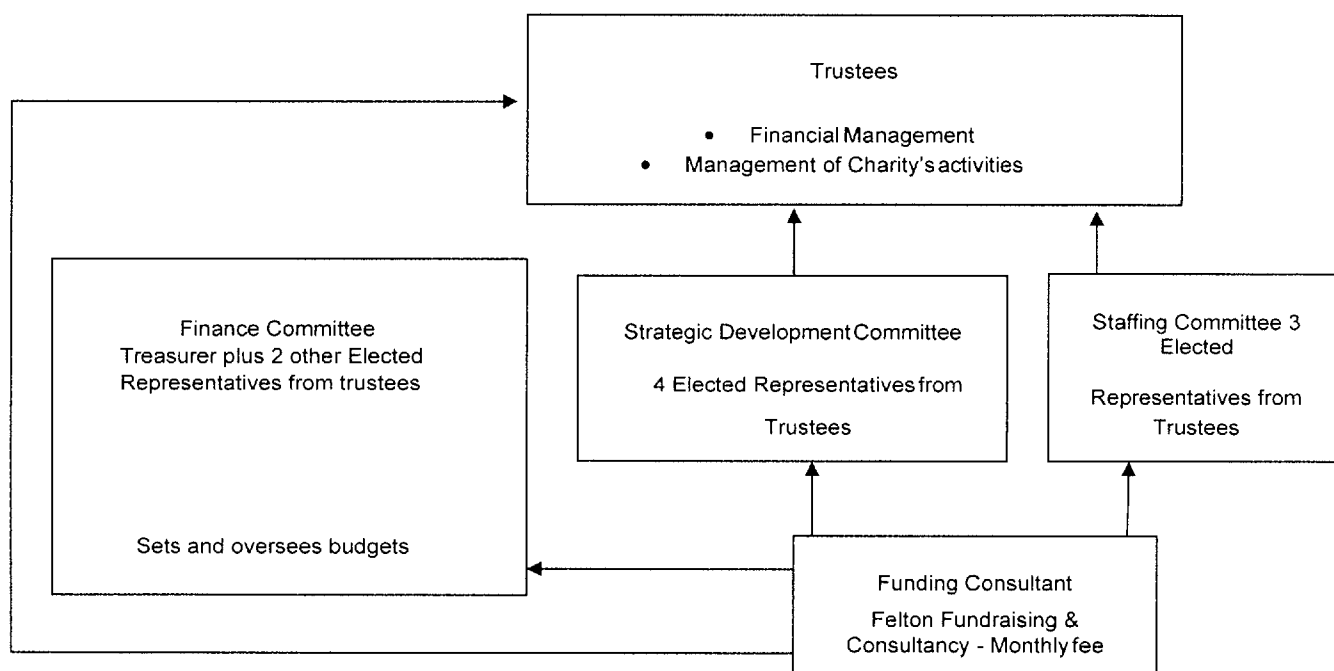 Trustees
• Financial Management
• Management of Charity's activities
Finance Committee
Treasurer plus 2 other Elected
Representatives from trustees
Sets and oversees budgets
Strategic Development Committee
4 Elected Representatives from
Trustees
Staffing Committee 3
Elected
Representatives from
Trustees
Funding Consultant
Felton Fundraising &
Consultancy - Monthly fee